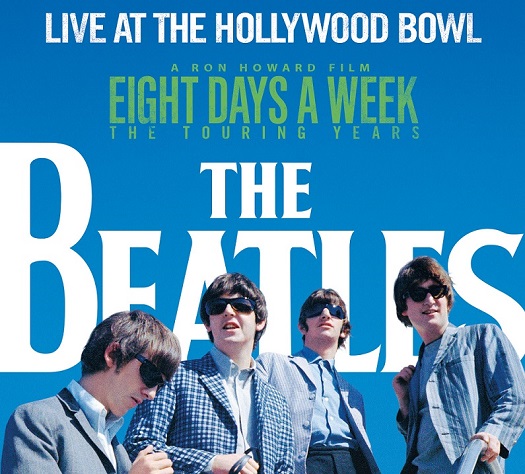 LIVE AT THE HOLLYWOOD BOWL
A RON HOWARD FILM
EIGHT DAYS A WEEK
THE TOURING YEARS
THE
BEATLES